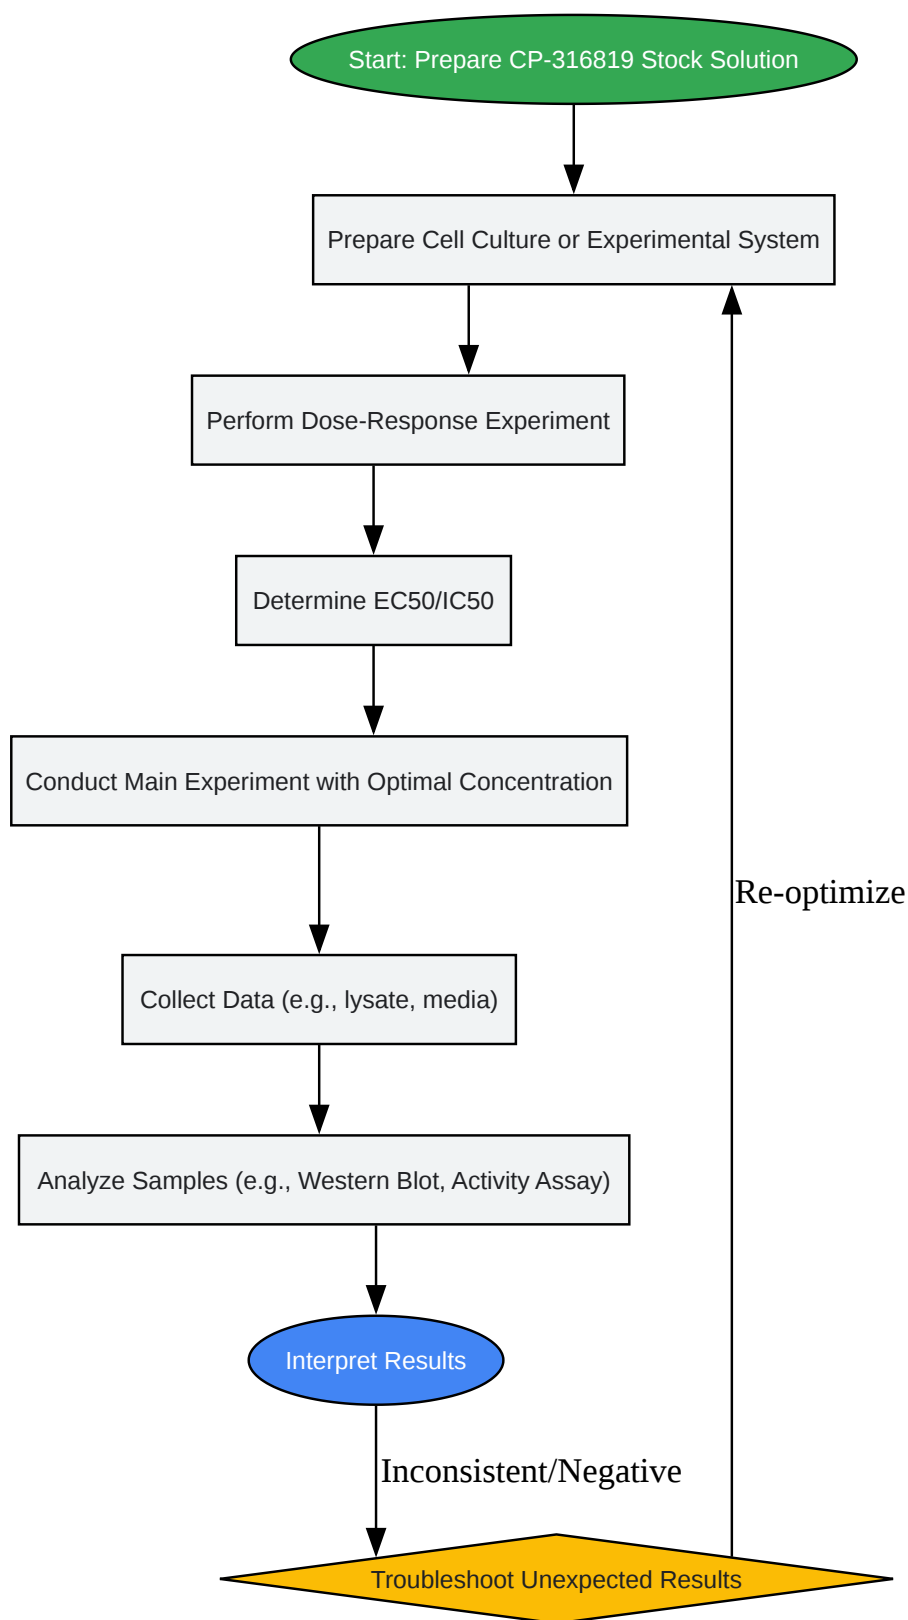 Start: Prepare CP-316819 Stock Solution
Prepare Cell Culture or Experimental System
Perform Dose-Response Experiment
Determine EC50/IC50
Conduct Main Experiment with Optimal Concentration
Re-optimize
Collect Data (e.g., lysate, media)
Analyze Samples (e.g., Western Blot, Activity Assay)
Interpret Results
Inconsistent/Negative
Troubleshoot Unexpected Results